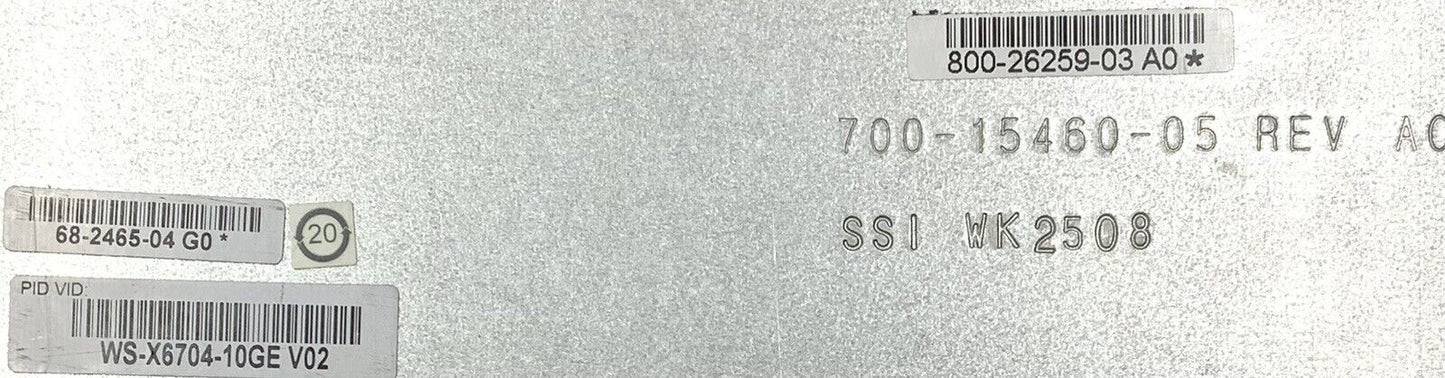 800-26259-03 A0*
700-15460-05 REV A0
SSI WK2508
68-2465-04 G0 *
20
PID VID:
WS-X6704-10GE V02